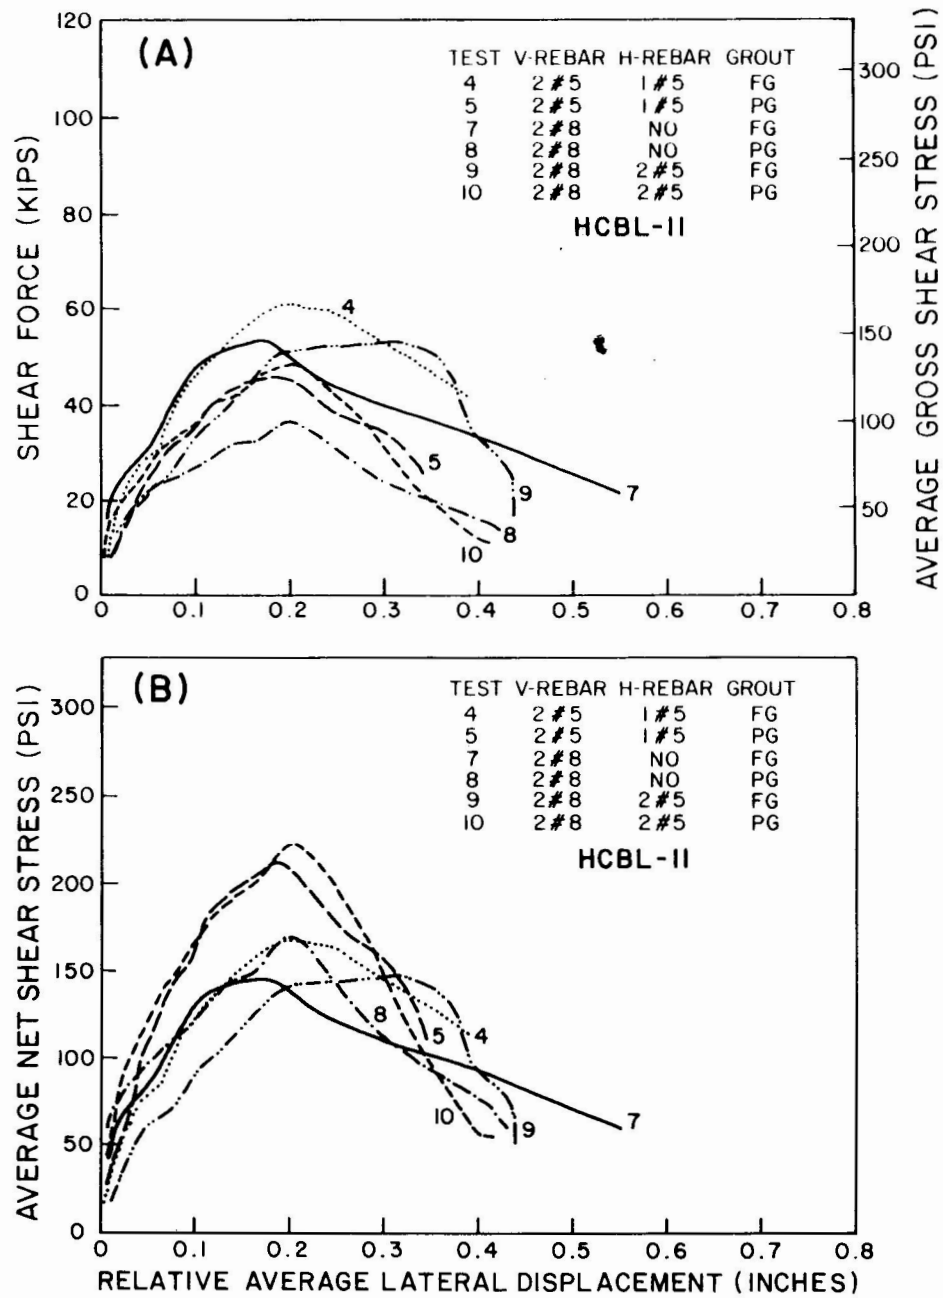 (A)
TEST V-REBAR H-REBAR GROUT
4 2#5 1#5 FG
5 2#5 1#5 PG
7 2#8 NO FG
8 2#8 NO PG
9 2#8 2#5 FG
10 2#8 2#5 PG
HCBL-11
SHEAR FORCE (KIPS)
120
100
80
60
40
20
0
AVERAGE GROSS SHEAR STRESS (PSI)
300
250
200
150
100
50
4
5
7
9
8
10
0 0.1 0.2 0.3 0.4 0.5 0.6 0.7 0.8
(B)
TEST V-REBAR H-REBAR GROUT
4 2#5 1#5 FG
5 2#5 1#5 PG
7 2#8 NO FG
8 2#8 NO PG
9 2#8 2#5 FG
10 2#8 2#5 PG
HCBL-11
AVERAGE NET SHEAR STRESS (PSI)
300
250
200
150
100
50
0
8
5
4
10
9
7
0 0.1 0.2 0.3 0.4 0.5 0.6 0.7 0.8
RELATIVE AVERAGE LATERAL DISPLACEMENT (INCHES)